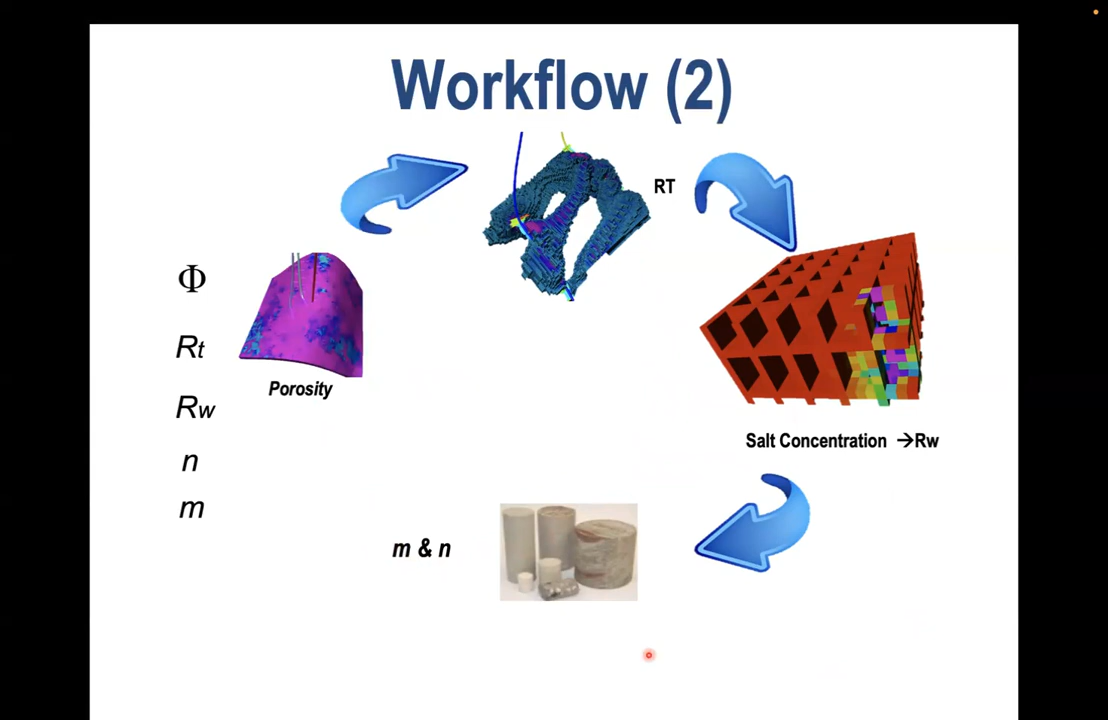 Workflow (2)
RT
Φ
Rt
Rw
n
m
Porosity
Salt Concentration →Rw
m & n